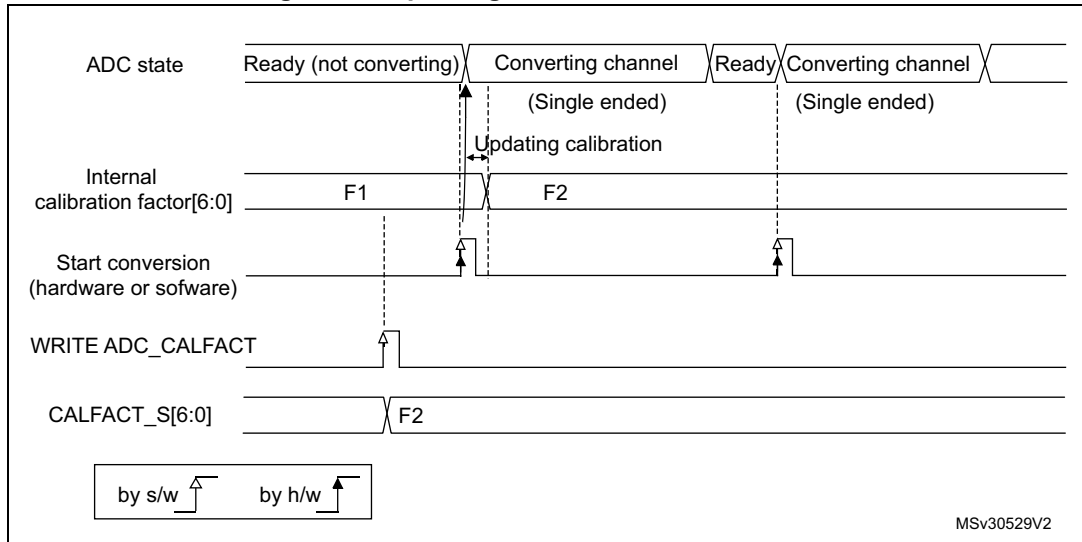 ADC state
Ready (not converting)
Converting channel
Ready
Converting channel
(Single ended)
(Single ended)
Updating calibration
Internal
calibration factor[6:0]
F1
F2
Start conversion
(hardware or sofware)
WRITE ADC_CALFACT
CALFACT_S[6:0]
F2
by s/w
by h/w
MSv30529V2